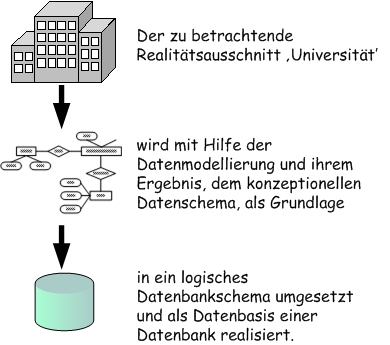 Der zu betrachtende
Realitätsausschnitt ‚Universität'
wird mit Hilfe der
Datenmodellierung und ihrem
Ergebnis, dem konzeptionellen
Datenschema, als Grundlage
in ein logisches
Datenbankschema umgesetzt
und als Datenbasis einer
Datenbank realisiert.